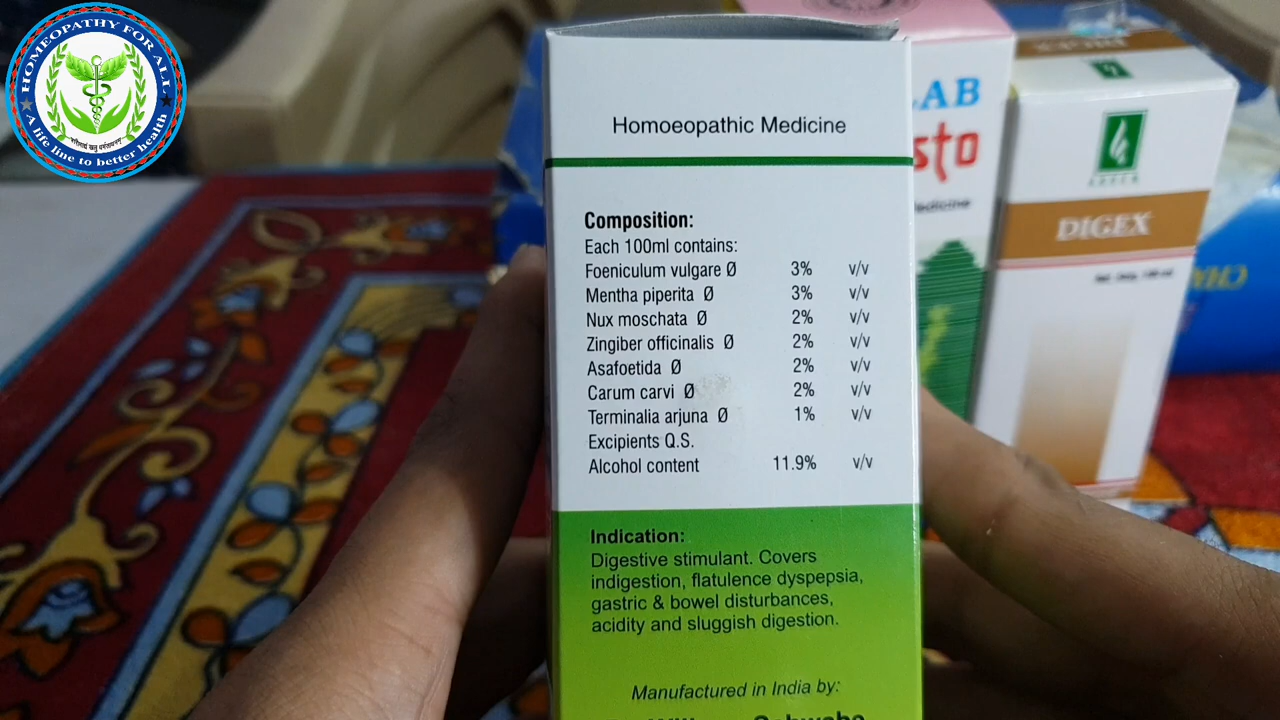 HOMEOPATHY FOR ALL
A life line to better health
Homoeopathic Medicine
Composition:
Each 100ml contains:
Foeniculum vulgare Ø 3% v/v
Mentha piperita Ø 3% v/v
Nux moschata Ø 2% v/v
Zingiber officinalis Ø 2% v/v
Asafoetida Ø 2% v/v
Carum carvi Ø 2% v/v
Terminalia arjuna Ø 1% v/v
Excipients Q.S.
Alcohol content 11.9% v/v
Indication:
Digestive stimulant. Covers
indigestion, flatulence dyspepsia,
gastric & bowel disturbances,
acidity and sluggish digestion.
Manufactured in India by:
LAB
sto
edicine
DIGEX
DIGEX